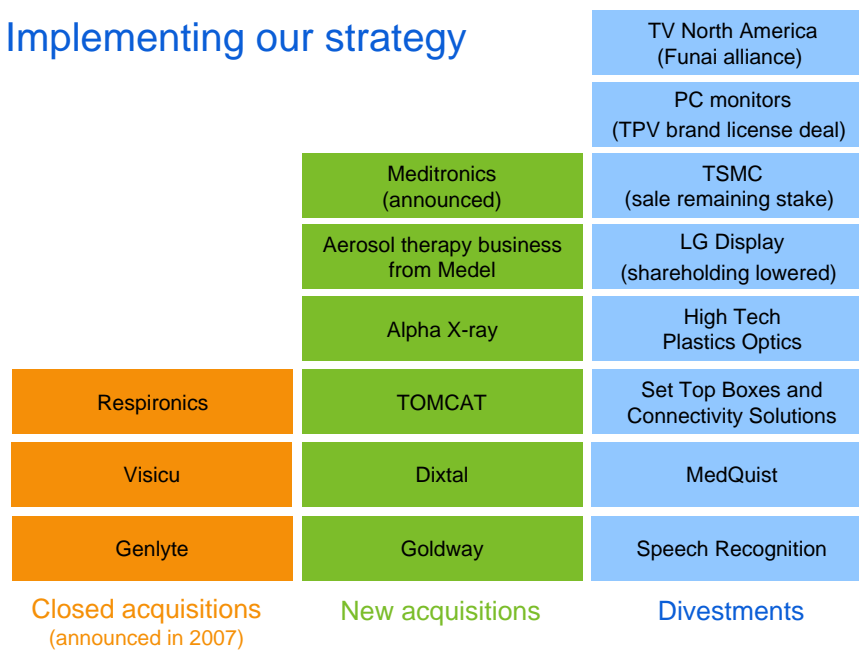 Implementing our strategy
TV North America
(Funai alliance)
PC monitors
(TPV brand license deal)
Meditronics
(announced)
TSMC
(sale remaining stake)
Aerosol therapy business
from Medel
LG Display
(shareholding lowered)
Alpha X-ray
High Tech
Plastics Optics
Respironics
TOMCAT
Set Top Boxes and
Connectivity Solutions
Visicu
Dixtal
MedQuist
Genlyte
Goldway
Speech Recognition
Closed acquisitions
(announced in 2007)
New acquisitions
Divestments